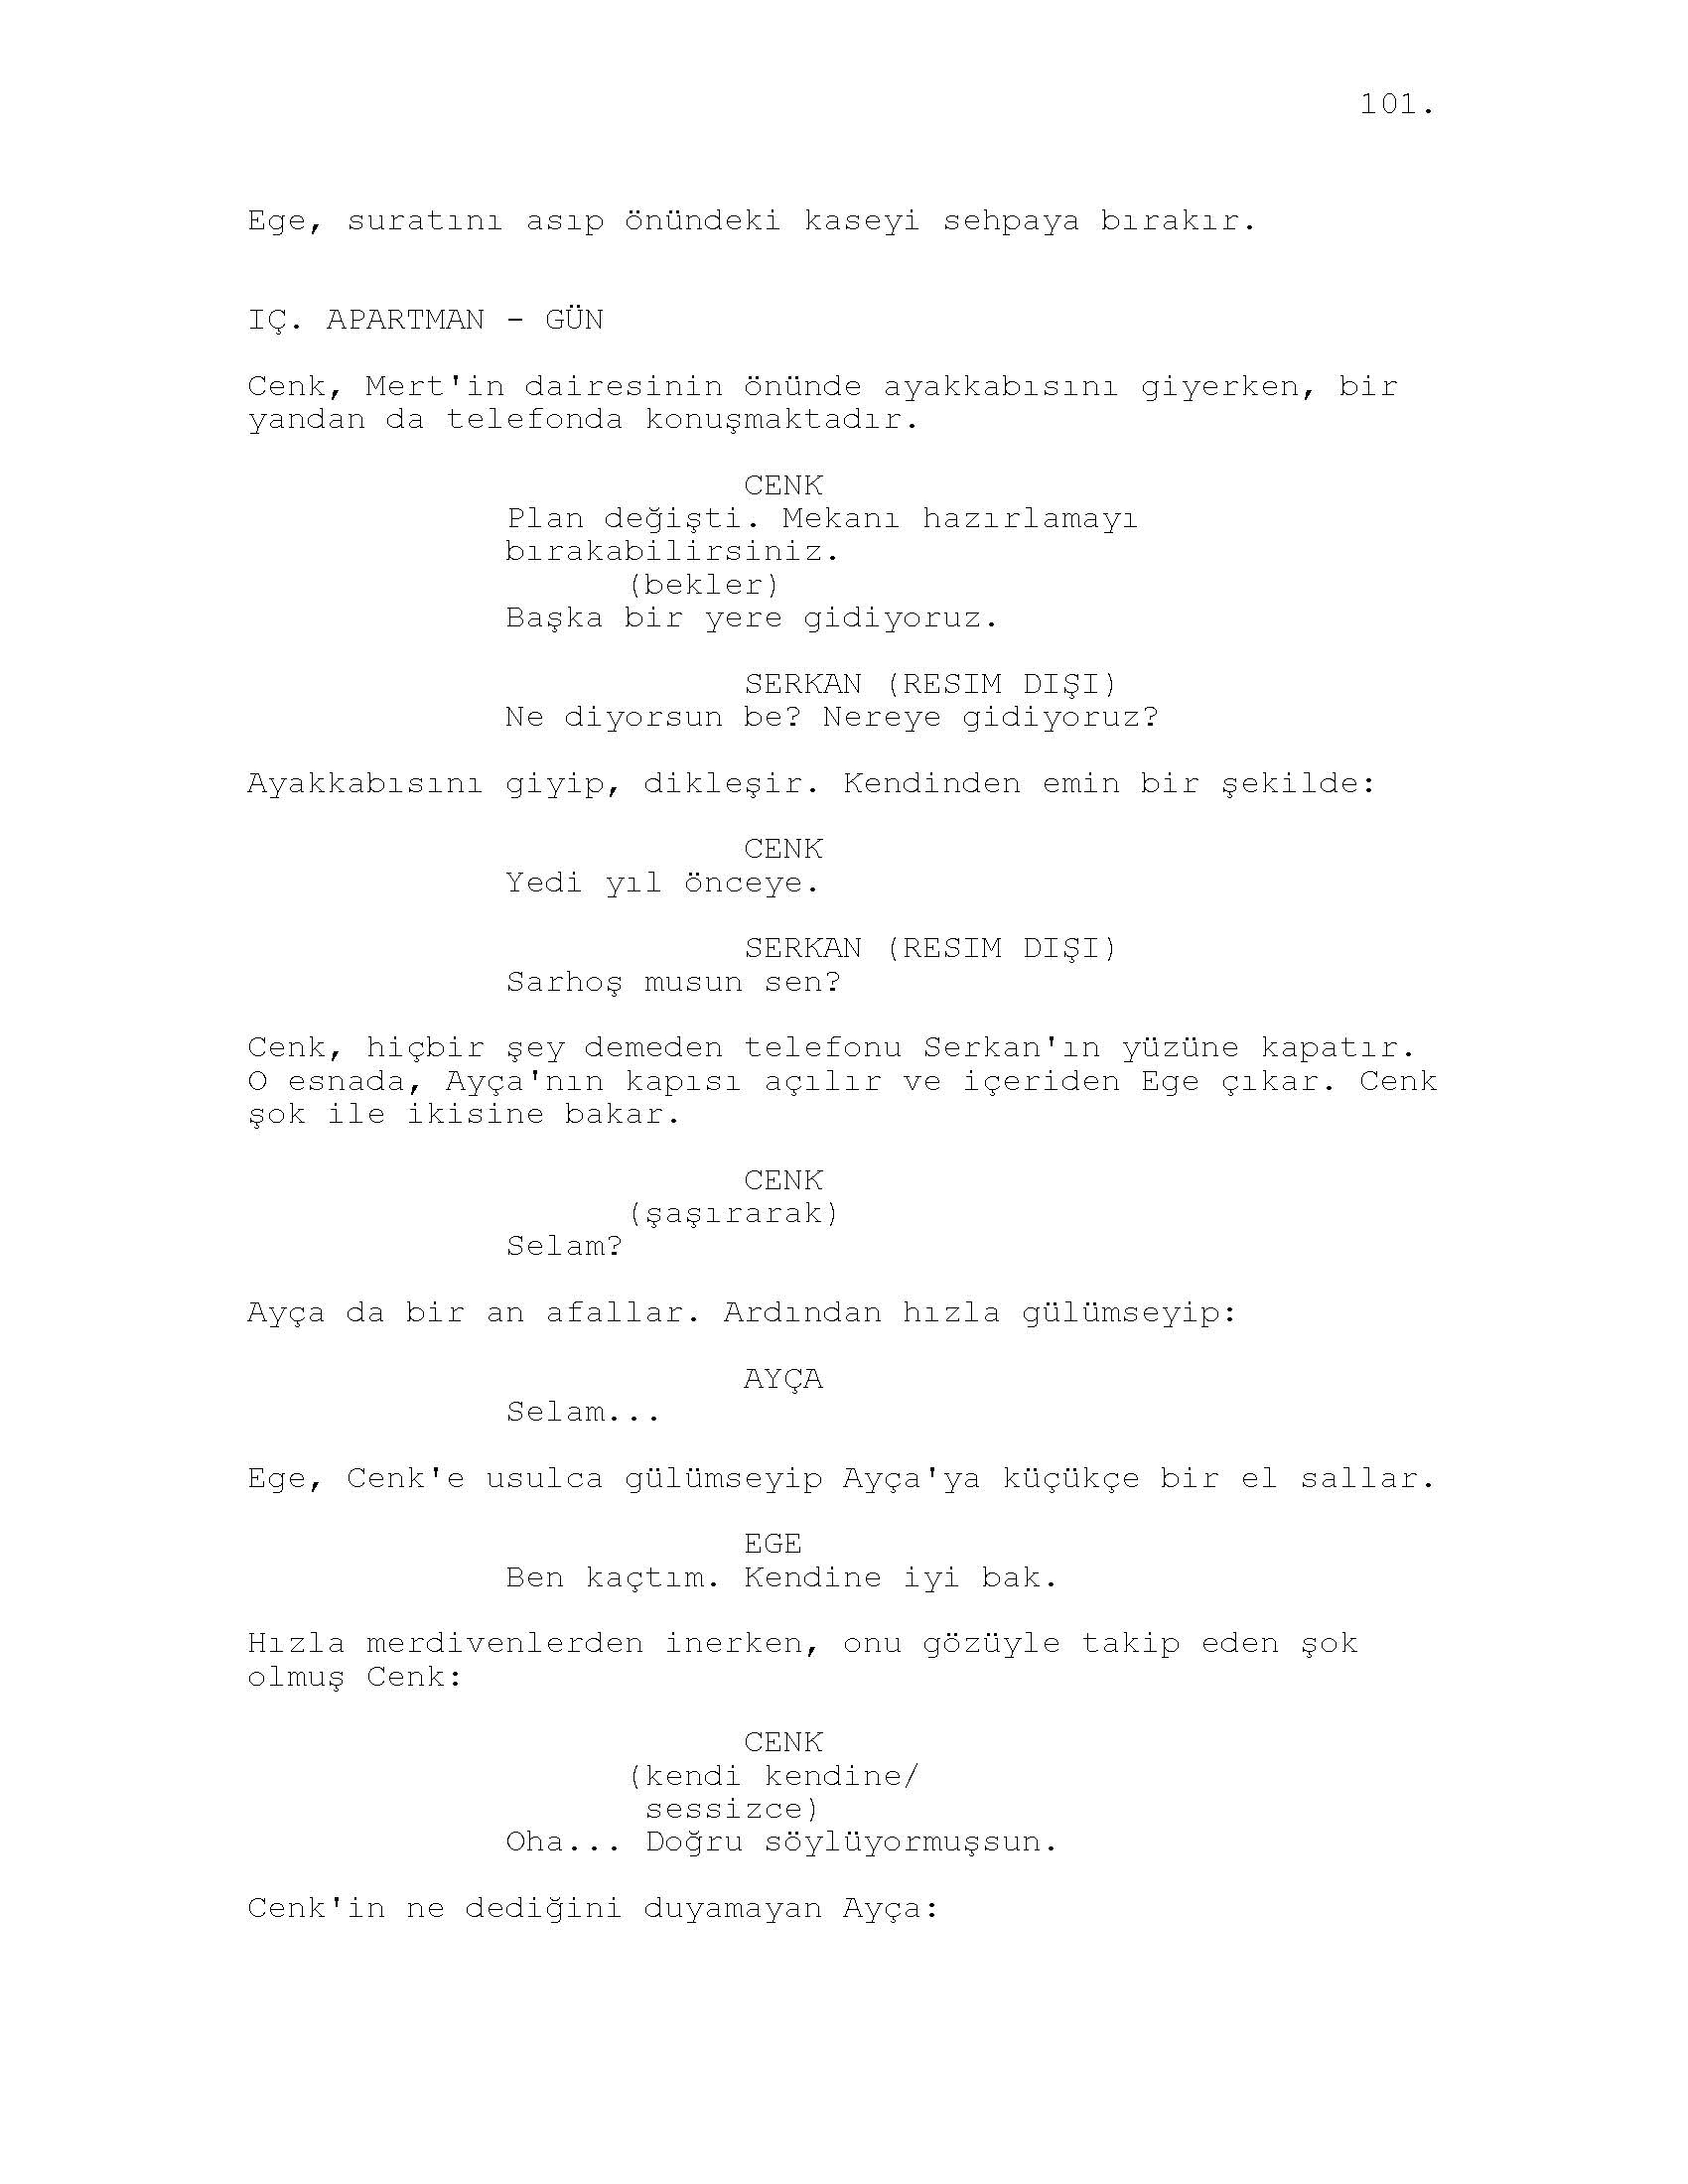 101.
Ege, suratını asıp önündeki kaseyi sehpaya bırakır.
IÇ. APARTMAN - GÜN
Cenk, Mert'in dairesinin önünde ayakkabısını giyerken, bir
yandan da telefonda konuşmaktadır.
CENK
Plan değişti. Mekanı hazırlamayı
bırakabilirsiniz.
(bekler)
Başka bir yere gidiyoruz.
SERKAN (RESIM DIŞI)
Ne diyorsun be? Nereye gidiyoruz?
Ayakkabısını giyip, dikleşir. Kendinden emin bir şekilde:
CENK
Yedi yıl önceye.
SERKAN (RESIM DIŞI)
Sarhoş musun sen?
Cenk, hiçbir şey demeden telefonu Serkan'ın yüzüne kapatır.
O esnada, Ayça'nın kapısı açılır ve içeriden Ege çıkar. Cenk
şok ile ikisine bakar.
CENK
(şaşırarak)
Selam?
Ayça da bir an afallar. Ardından hızla gülümseyip:
AYÇA
Selam...
Ege, Cenk'e usulca gülümseyip Ayça'ya küçükçe bir el sallar.
EGE
Ben kaçtım. Kendine iyi bak.
Hızla merdivenlerden inerken, onu gözüyle takip eden şok
olmuş Cenk:
CENK
(kendi kendine/
sessizce)
Oha... Doğru söylüyormuşsun.
Cenk'in ne dediğini duyamayan Ayça: